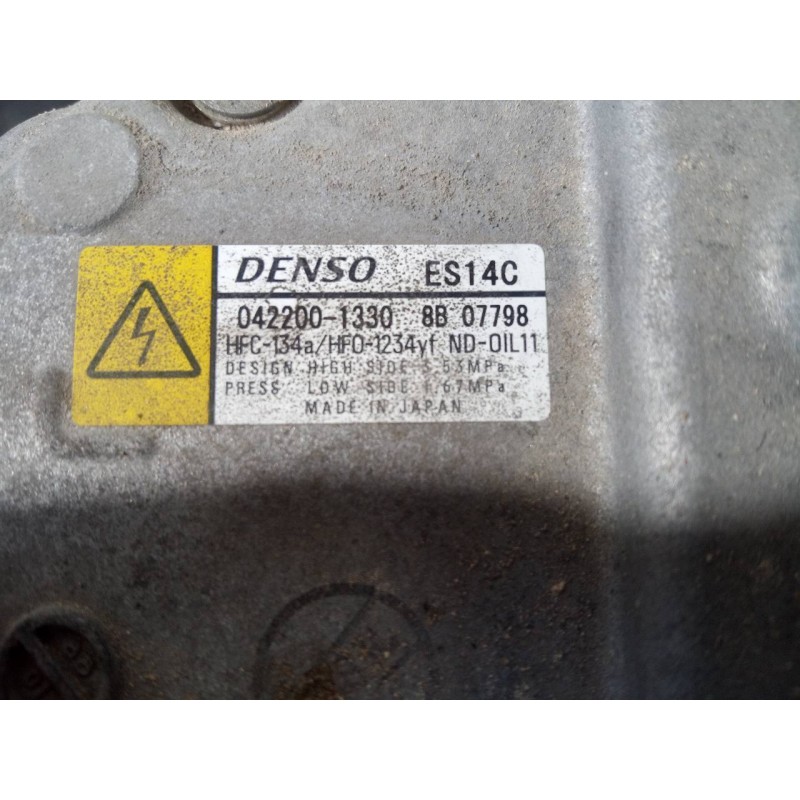 DENSO ES14C
042200-1330 8B 07798
HFC-134a/HFO-1234yf ND-OIL11
DESIGN HIGH SIDE 3.53MPa
PRESS. LOW SIDE 1.67MPa
MADE IN JAPAN